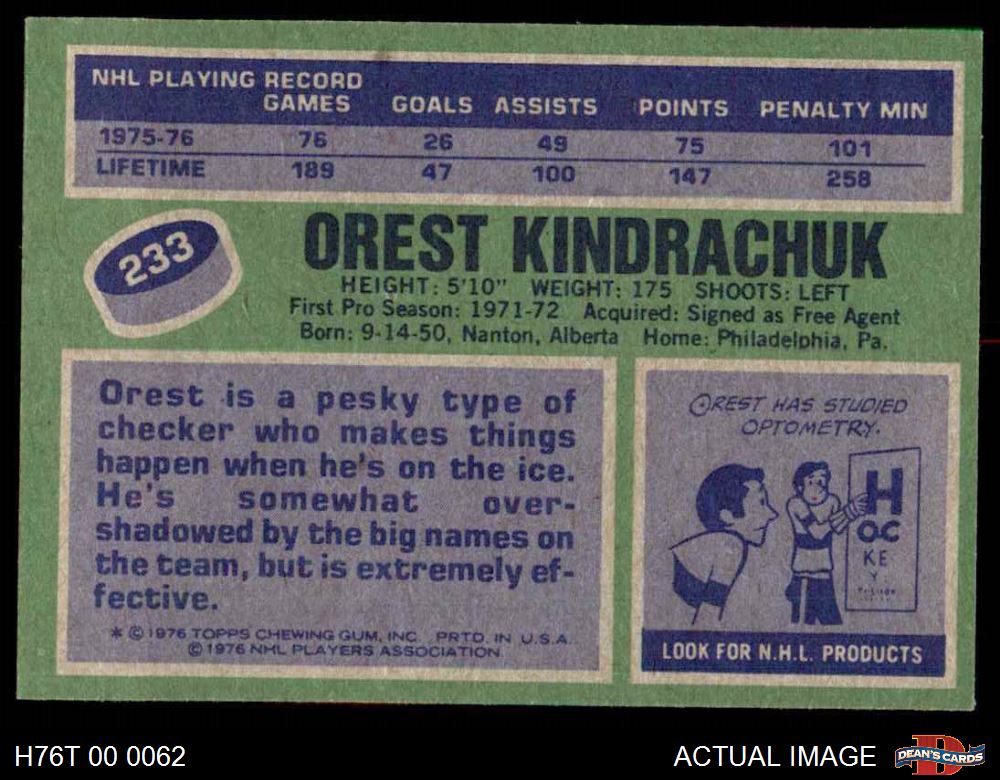 NHL PLAYING RECORD
GAMES GOALS ASSISTS POINTS PENALTY MIN
1975-76 76 26 49 75 101
LIFETIME 189 47 100 147 258
233
OREST KINDRACHUK
HEIGHT: 5'10" WEIGHT: 175 SHOOTS: LEFT
First Pro Season: 1971-72 Acquired: Signed as Free Agent
Born: 9-14-50, Nanton, Alberta Home: Philadelphia, Pa.
Orest is a pesky type of
checker who makes things
happen when he's on the ice.
He's somewhat over-
shadowed by the big names on
the team, but is extremely ef-
fective.
* © 1976 TOPPS CHEWING GUM, INC. PRTD. IN U.S.A.
© 1976 NHL PLAYERS ASSOCIATION.
OREST HAS STUDIED
OPTOMETRY.
H
OC
KE
Y
LOOK FOR N.H.L. PRODUCTS
H76T 00 0062
ACTUAL IMAGE
D
DEAN'S CARDS